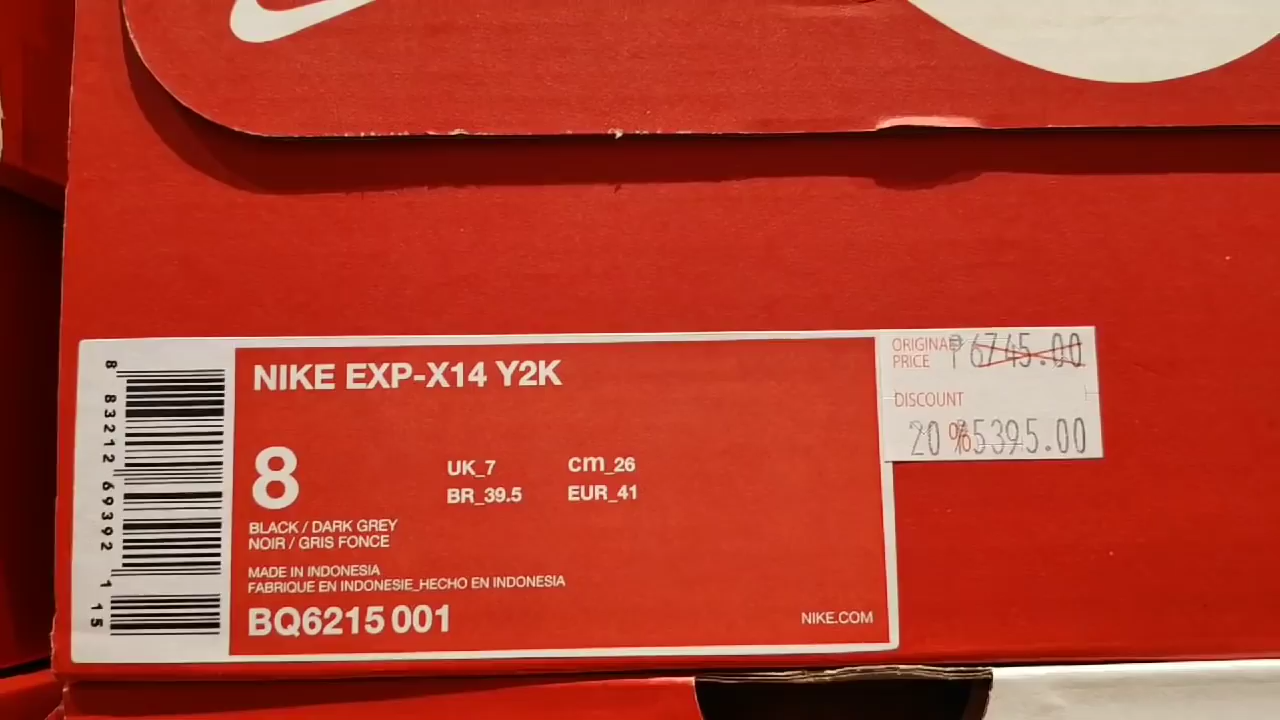 NIKE EXP-X14 Y2K
8
UK_7 cm_26
BR_39.5 EUR_41
BLACK / DARK GREY
NOIR / GRIS FONCE
MADE IN INDONESIA
FABRIQUE EN INDONESIE_HECHO EN INDONESIA
BQ6215 001
NIKE.COM
8 83212 69392 1 15
ORIGINAL PRICE ₱6745.00
DISCOUNT
20 % ₱5395.00